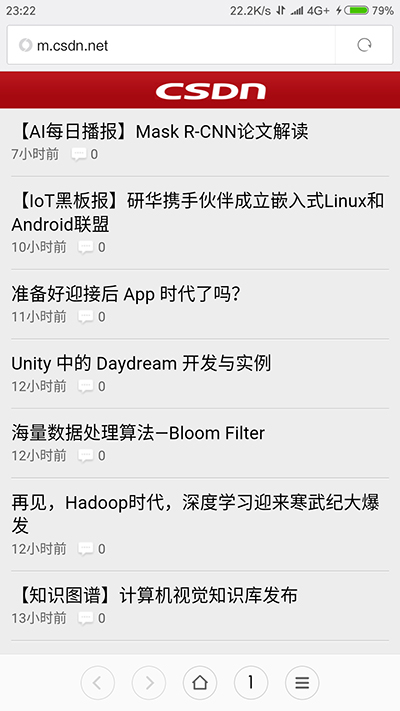 23:22 22.2K/s 4G+ 79%
m.csdn.net
CSDN
【AI每日播报】Mask R-CNN论文解读
7小时前 0
【IoT黑板报】研华携手伙伴成立嵌入式Linux和
Android联盟
10小时前 0
准备好迎接后 App 时代了吗？
11小时前 0
Unity 中的 Daydream 开发与实例
12小时前 0
海量数据处理算法—Bloom Filter
12小时前 0
再见，Hadoop时代，深度学习迎来寒武纪大爆
发
12小时前 0
【知识图谱】计算机视觉知识库发布
13小时前 0
1